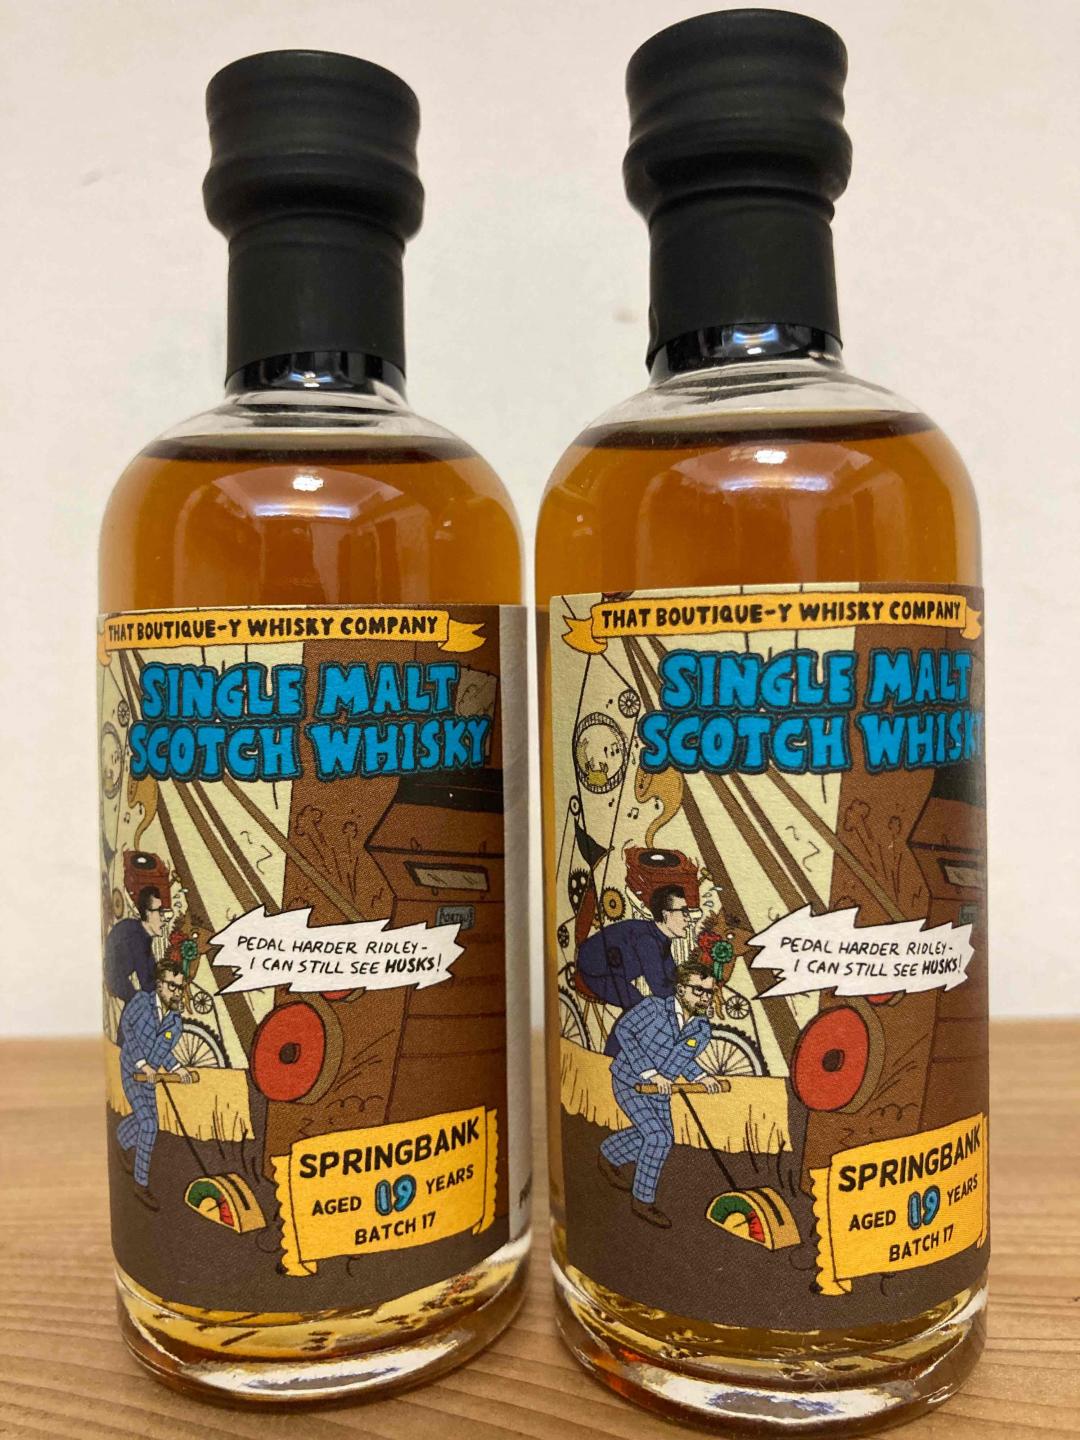 THAT BOUTIQUE-Y WHISKY COMPANY
SINGLE MALT
SCOTCH WHISKY
PEDAL HARDER RIDLEY-
I CAN STILL SEE HUSKS!
SPRINGBANK
AGED 19 YEARS
BATCH 17
THAT BOUTIQUE-Y WHISKY COMPANY
SINGLE MALT
SCOTCH WHISK
PEDAL HARDER RIDLEY-
I CAN STILL SEE HUSKS!
SPRINGBANK
AGED 19 YEARS
BATCH 17